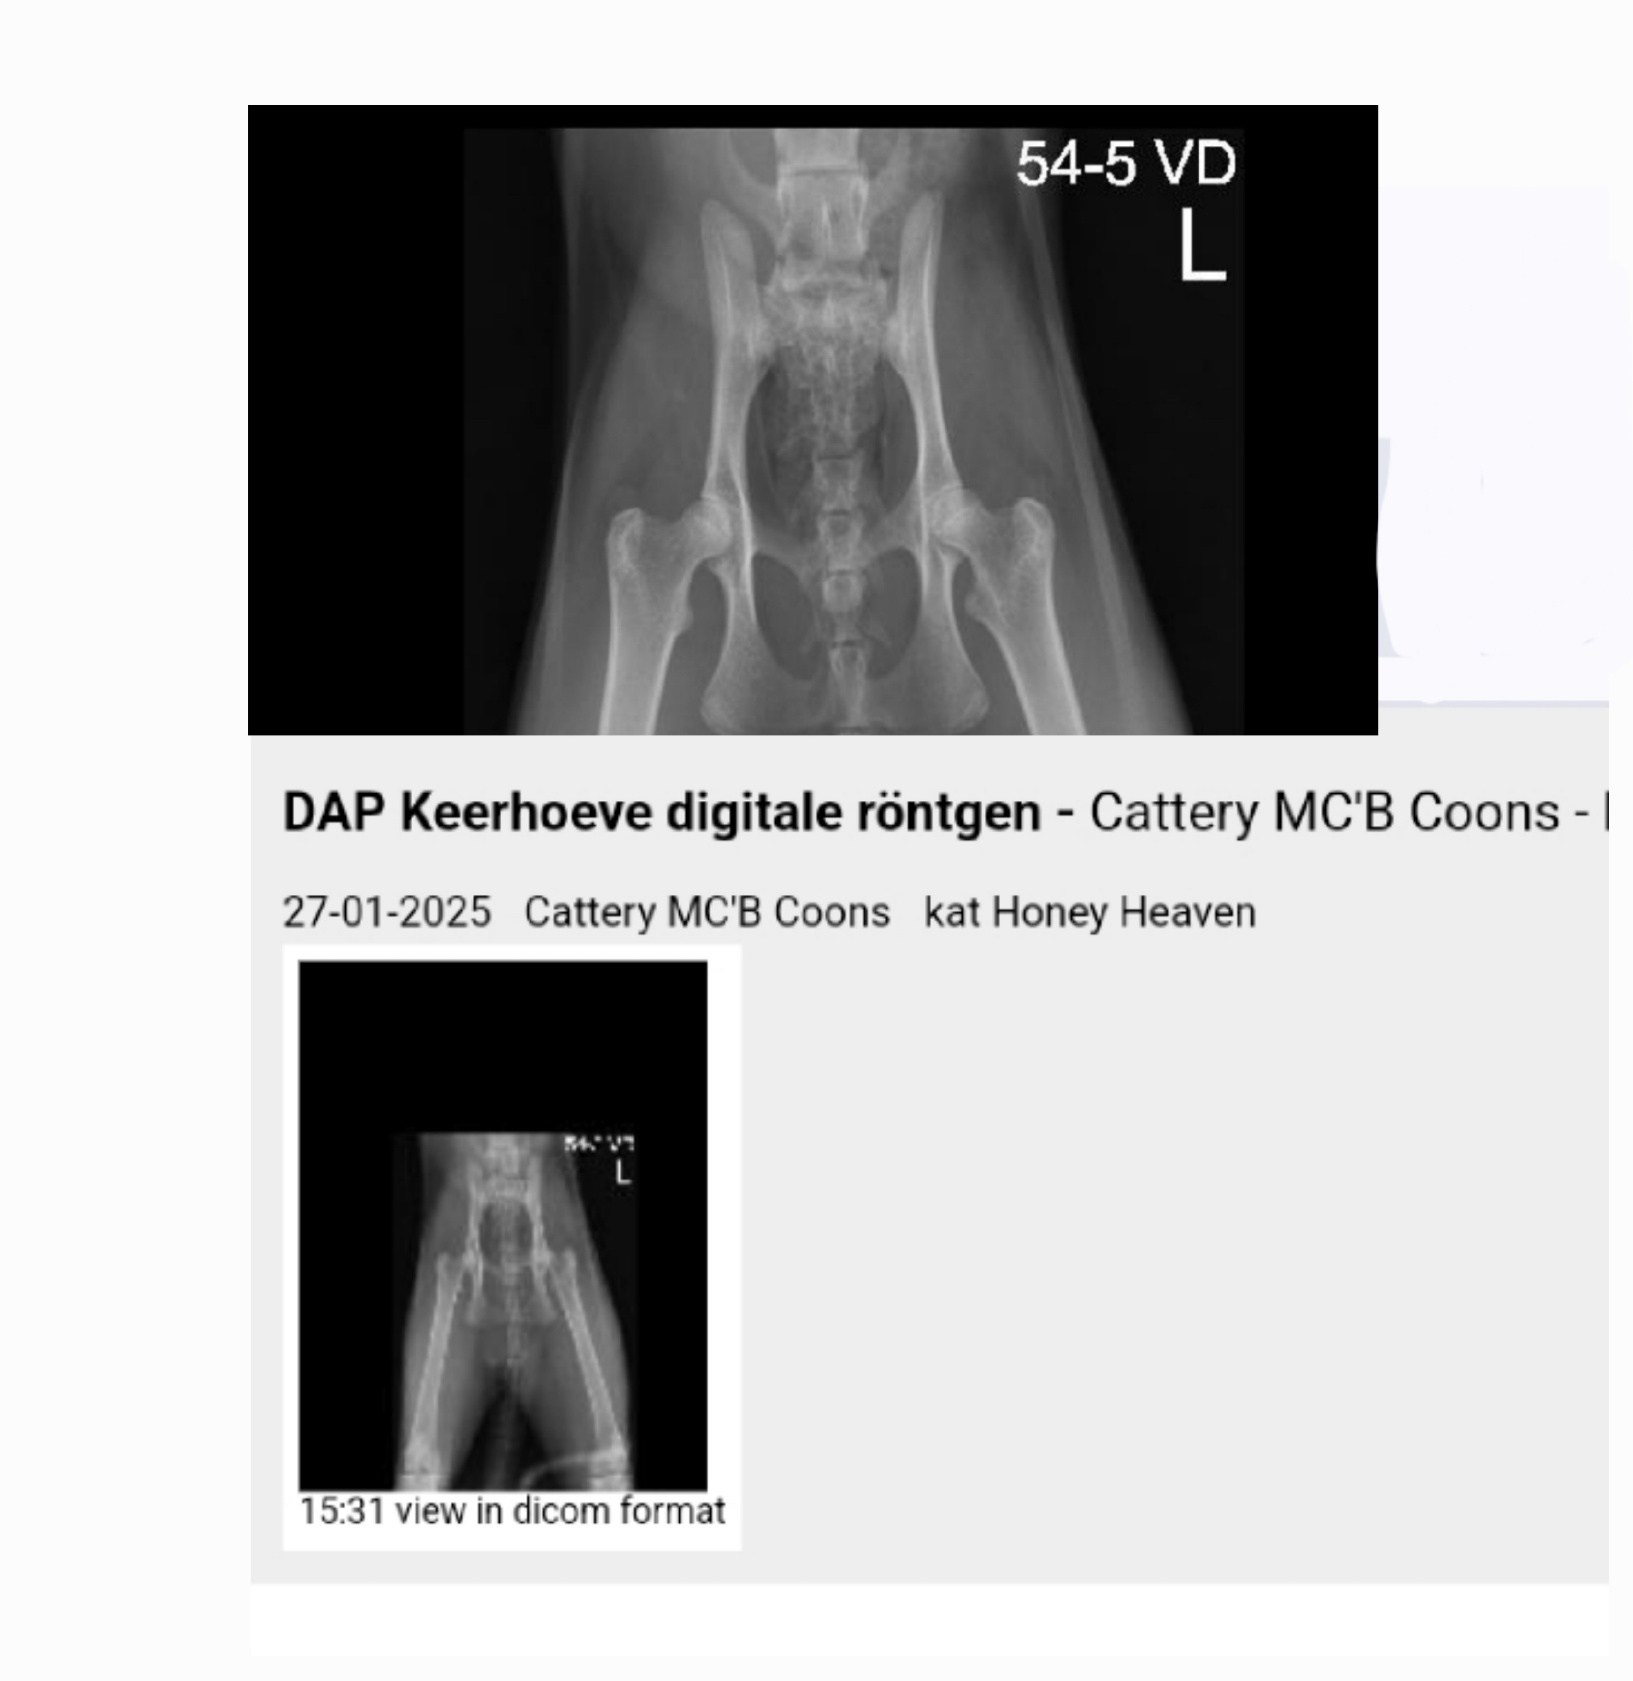 54-5 VD
L
DAP Keerhoeve digitale röntgen - Cattery MC'B Coons -
27-01-2025 Cattery MC'B Coons kat Honey Heaven
L
15:31 view in dicom format